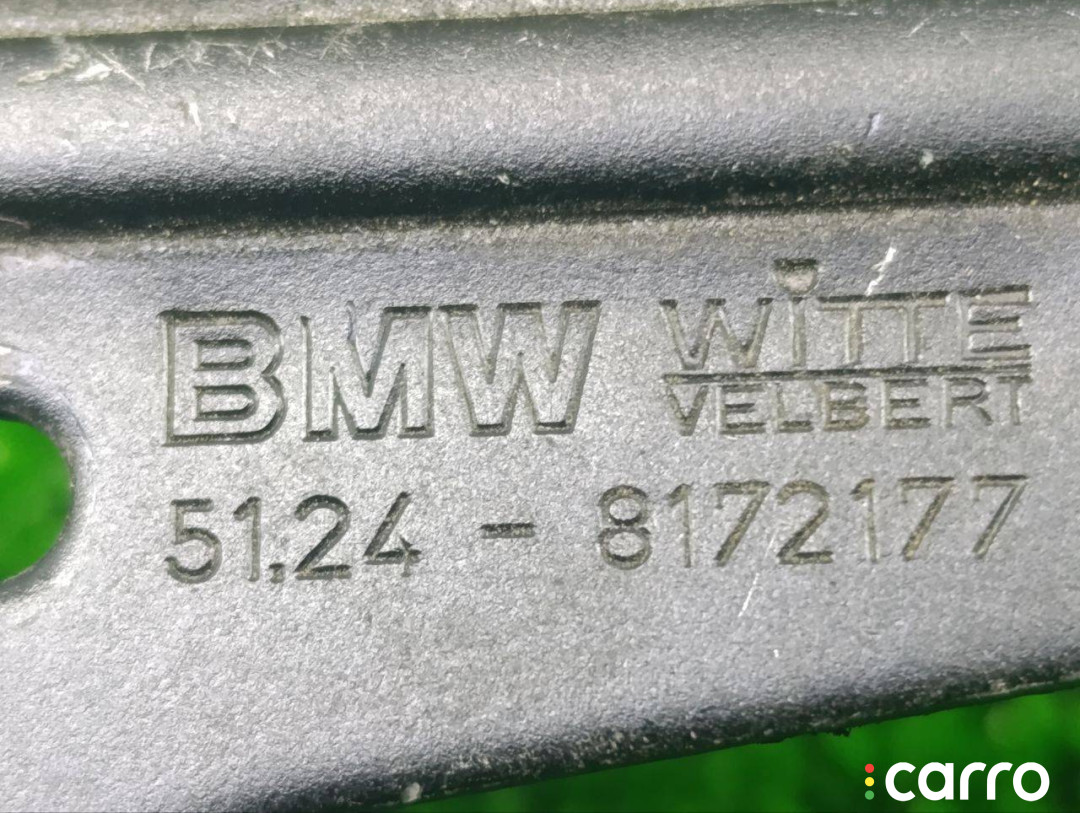 BMW WiTTE
VELBERT
51.24 - 8172177
carro